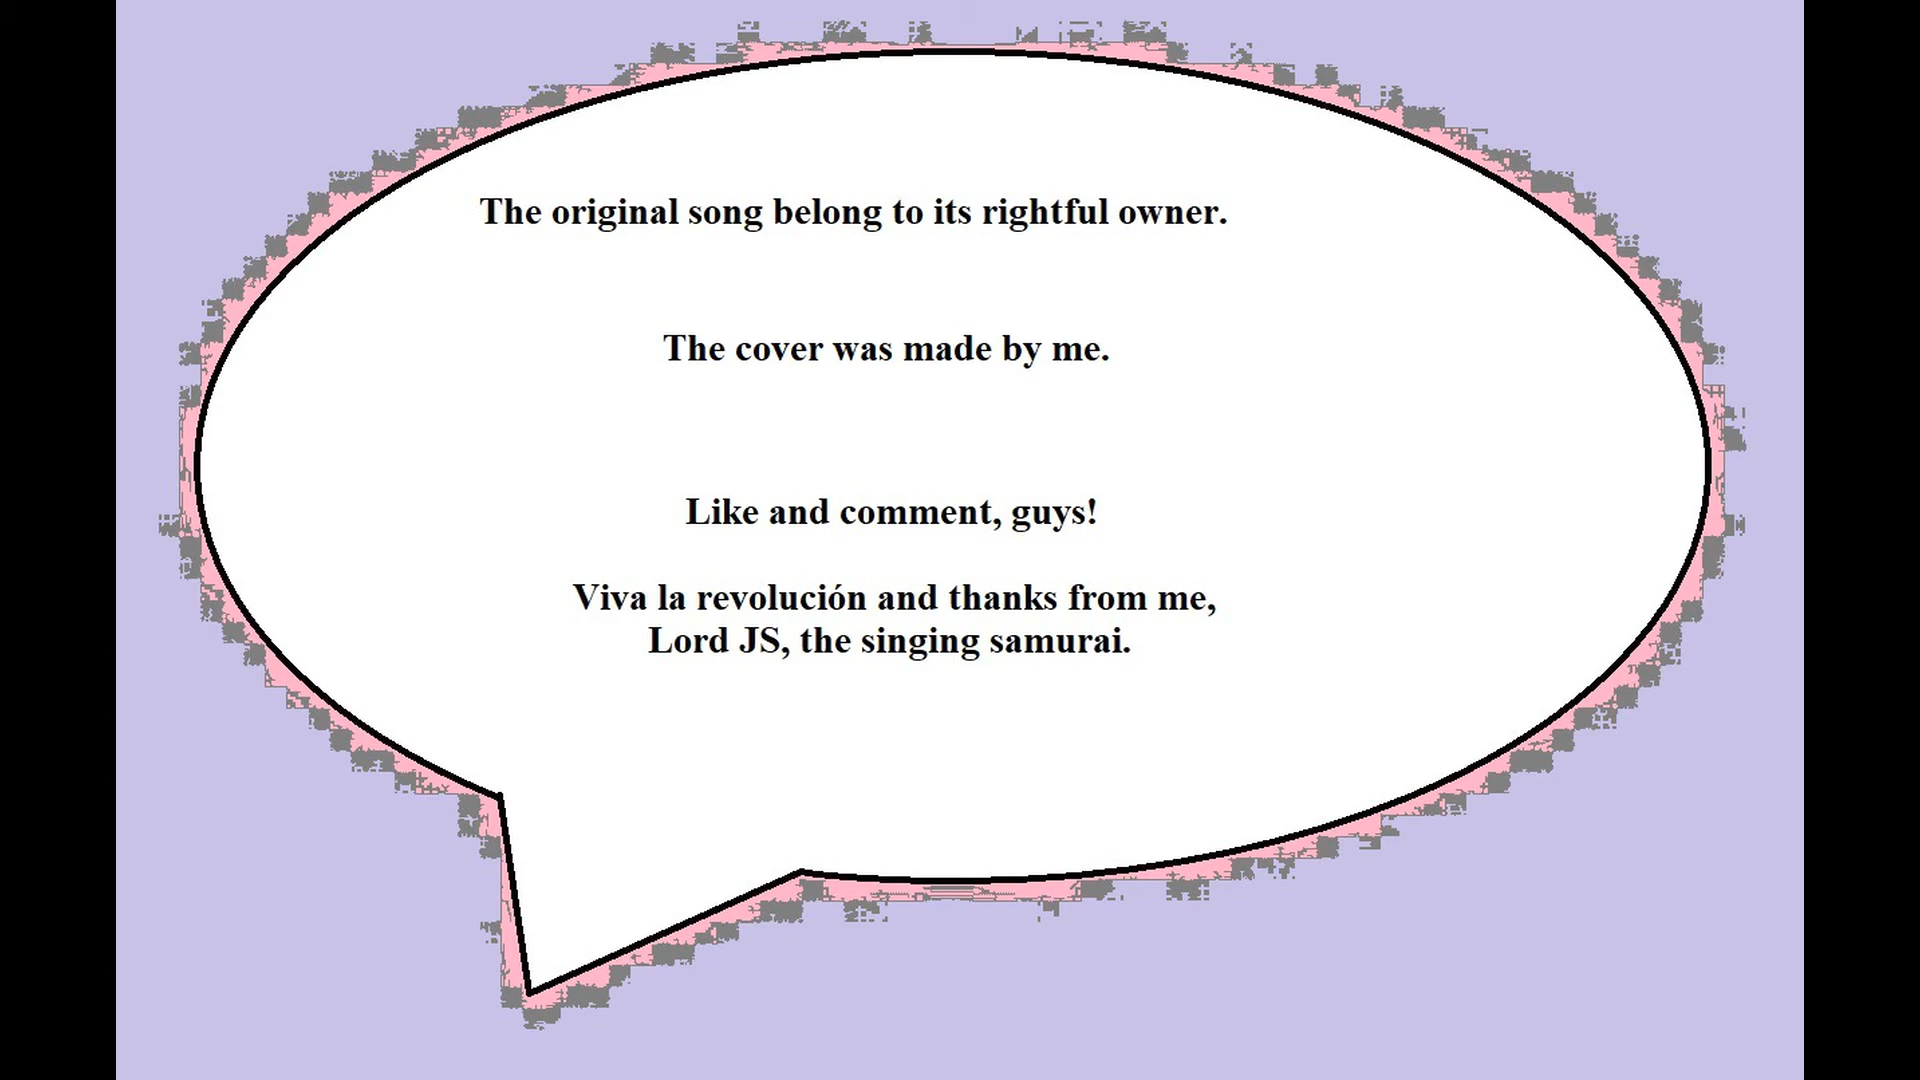 The original song belong to its rightful owner.
The cover was made by me.
Like and comment, guys!
Viva la revolución and thanks from me,
Lord JS, the singing samurai.